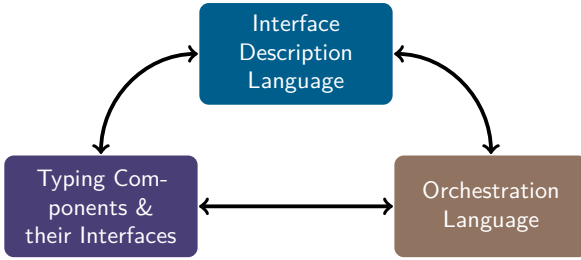 Interface
Description
Language
Typing Com-
ponents &
their Interfaces
Orchestration
Language